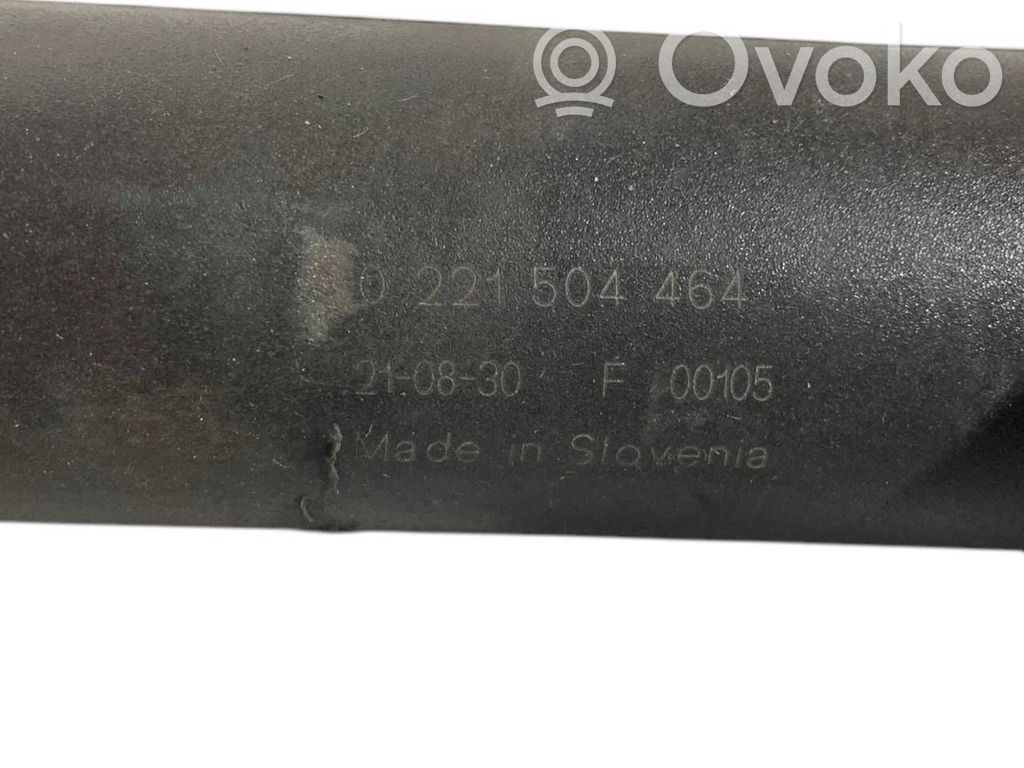 Ovoko
0 221 504 464
21-08-30 F 00105
Made in Slovenia